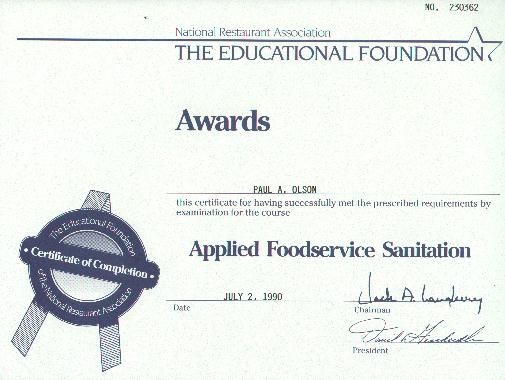 NO. 230362
National Restaurant Association
THE EDUCATIONAL FOUNDATION
Awards
PAUL A. OLSON
this certificate for having successfully met the prescribed requirements by
examination for the course
Applied Foodservice Sanitation
The Educational Foundation
Certificate of Completion
of the National Restaurant Association
JULY 2, 1990
Date
Jack A.
Chairman
President